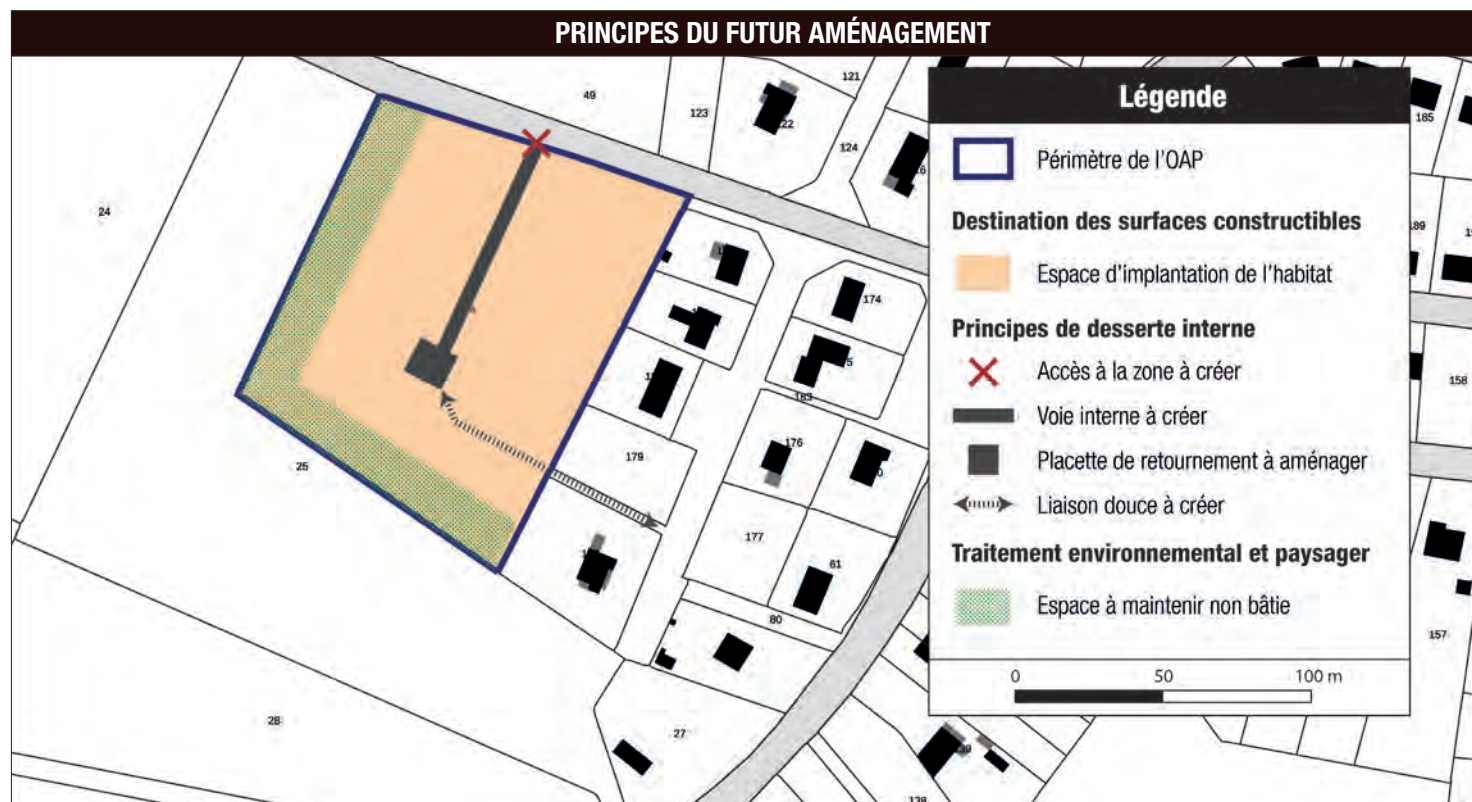 PRINCIPES DU FUTUR AMÉNAGEMENT
Légende
Périmètre de l'OAP
Destination des surfaces constructibles
Espace d'implantation de l'habitat
Principes de desserte interne
Accès à la zone à créer
Voie interne à créer
Placette de retournement à aménager
Liaison douce à créer
Traitement environnemental et paysager
Espace à maintenir non bâtie
0 50 100 m
121
49
123
124
185
24
189
174
183
158
176
179
25
177
61
80
157
28
27
138